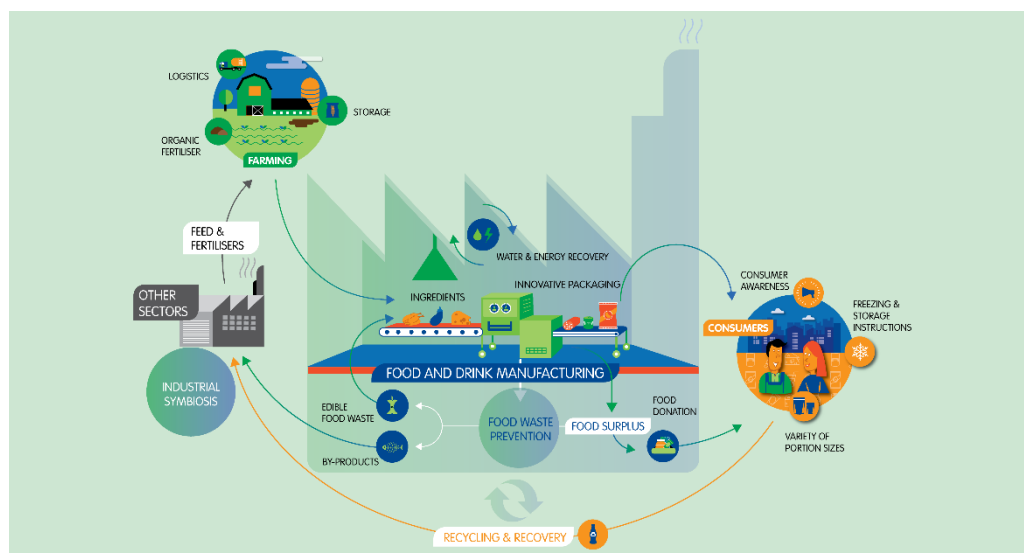 LOGISTICS
STORAGE
ORGANIC
FERTILISER
FARMING
FEED &
FERTILISERS
OTHER
SECTORS
INDUSTRIAL
SYMBIOSIS
WATER & ENERGY RECOVERY
INGREDIENTS
INNOVATIVE PACKAGING
FOOD AND DRINK MANUFACTURING
EDIBLE
FOOD WASTE
BY-PRODUCTS
FOOD WASTE
PREVENTION
FOOD SURPLUS
FOOD
DONATION
CONSUMER
AWARENESS
CONSUMERS
FREEZING &
STORAGE
INSTRUCTIONS
VARIETY OF
PORTION SIZES
RECYCLING & RECOVERY